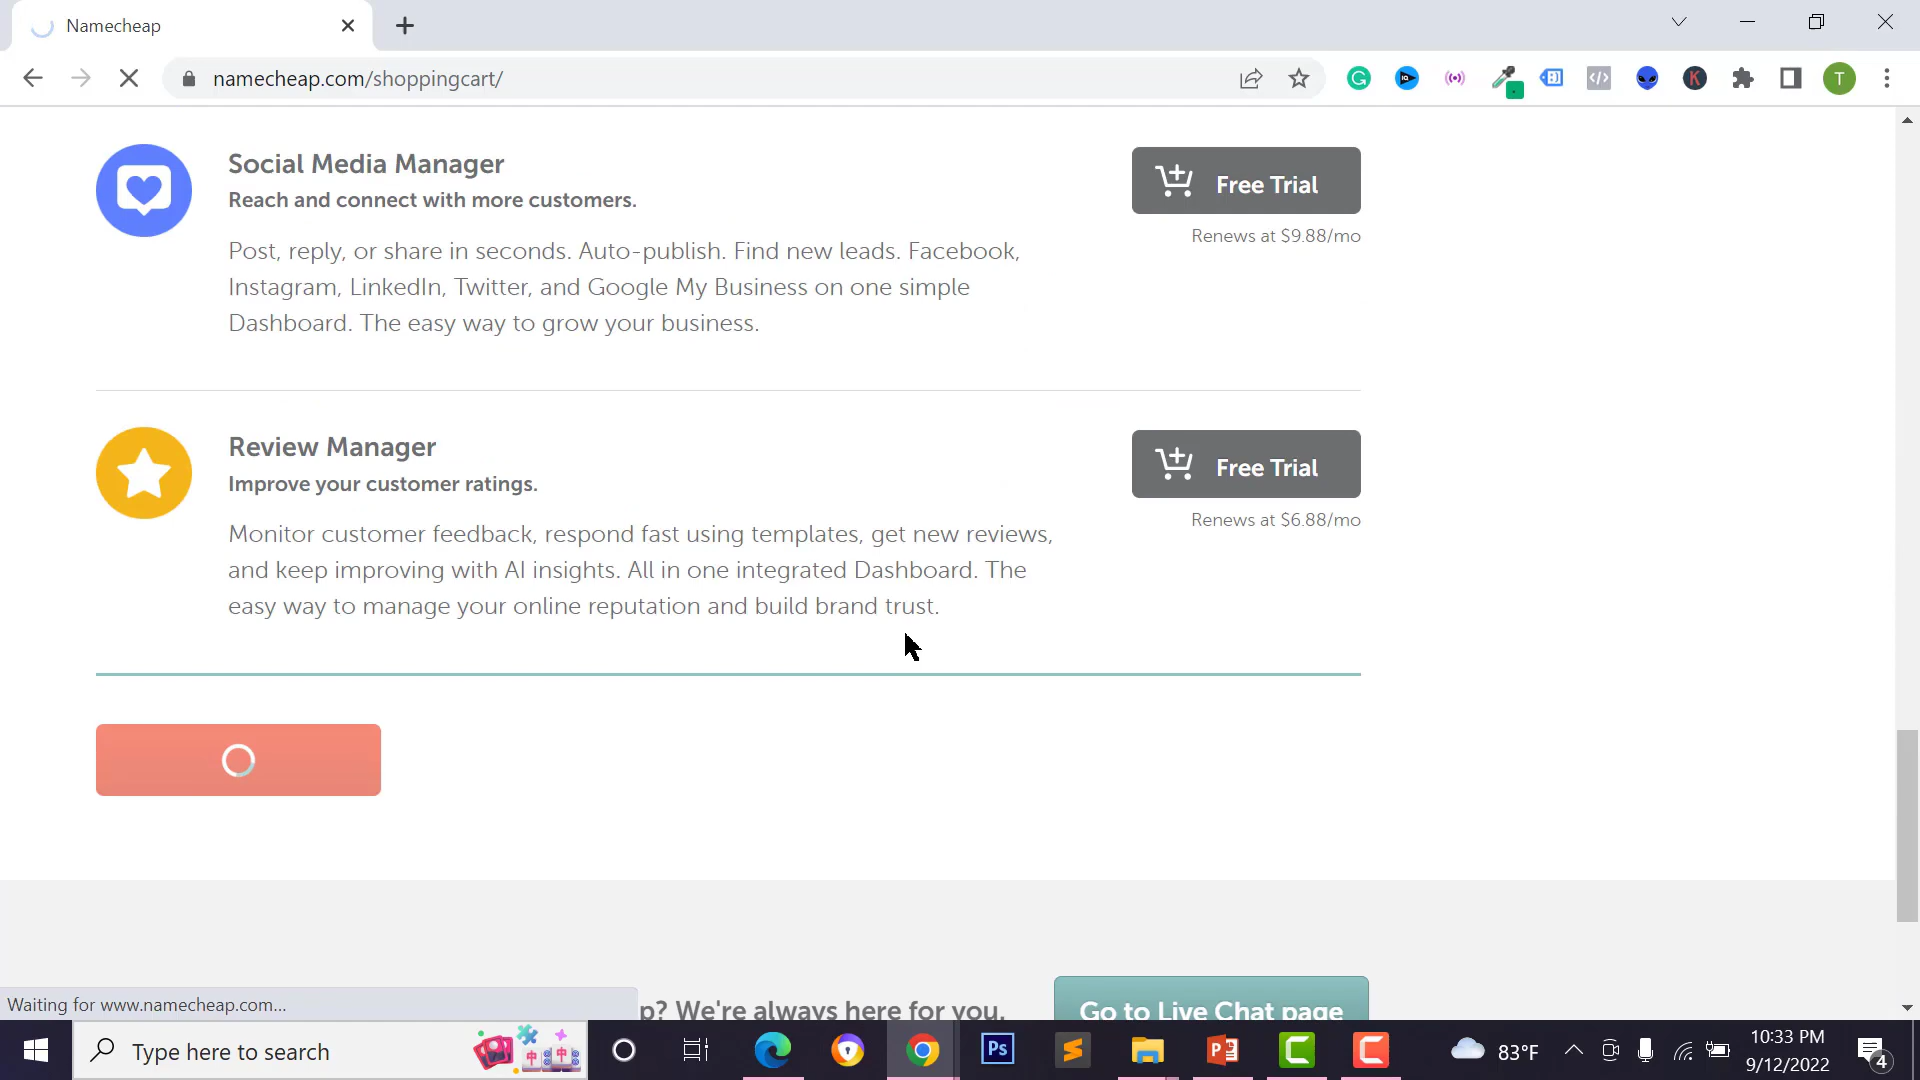 Namecheap
namecheap.com/shoppingcart/
T
Social Media Manager
Reach and connect with more customers.
Post, reply, or share in seconds. Auto-publish. Find new leads. Facebook,
Instagram, LinkedIn, Twitter, and Google My Business on one simple
Dashboard. The easy way to grow your business.
Free Trial
Renews at $9.88/mo
Review Manager
Improve your customer ratings.
Monitor customer feedback, respond fast using templates, get new reviews,
and keep improving with AI insights. All in one integrated Dashboard. The
easy way to manage your online reputation and build brand trust.
Free Trial
Renews at $6.88/mo
Waiting for www.namecheap.com...
p? We're always here for you.
Go to Live Chat page
Type here to search
Ps
83°F
10:33 PM
9/12/2022
4